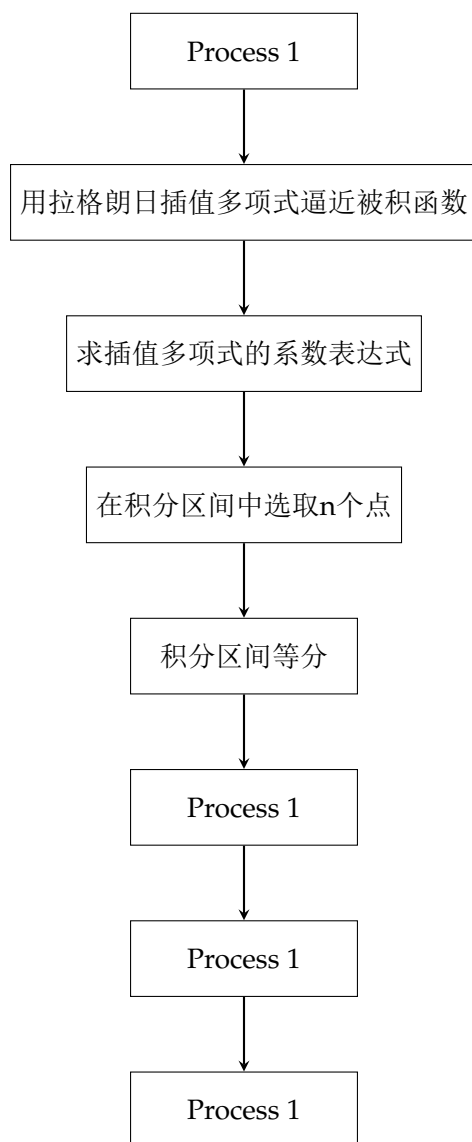 Process 1
用拉格朗日插值多项式逼近被积函数
求插值多项式的系数表达式
在积分区间中选取n个点
积分区间等分
Process 1
Process 1
Process 1